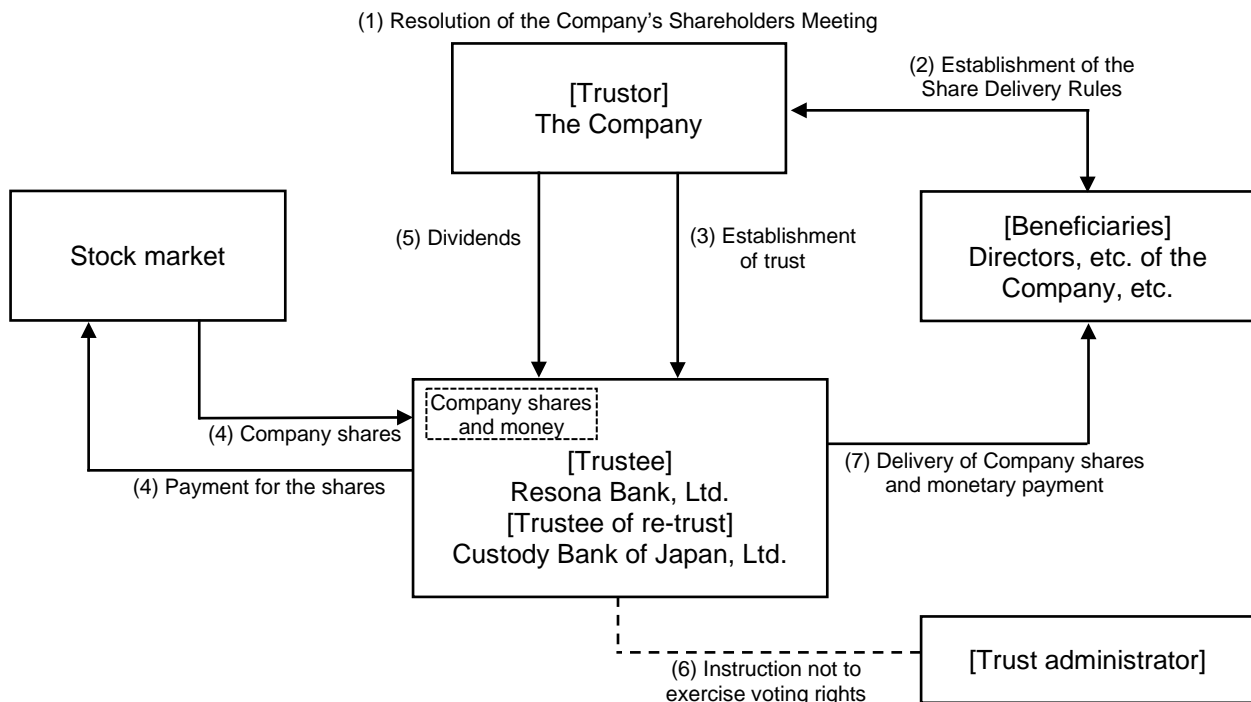 (1) Resolution of the Company’s Shareholders Meeting
[Trustor]
The Company
(2) Establishment of the
Share Delivery Rules
Stock market
(5) Dividends
(3) Establishment
of trust
[Beneficiaries]
Directors, etc. of the
Company, etc.
Company shares
and money
(4) Company shares
(4) Payment for the shares
[Trustee]
Resona Bank, Ltd.
[Trustee of re-trust]
Custody Bank of Japan, Ltd.
(7) Delivery of Company shares
and monetary payment
(6) Instruction not to
exercise voting rights
[Trust administrator]